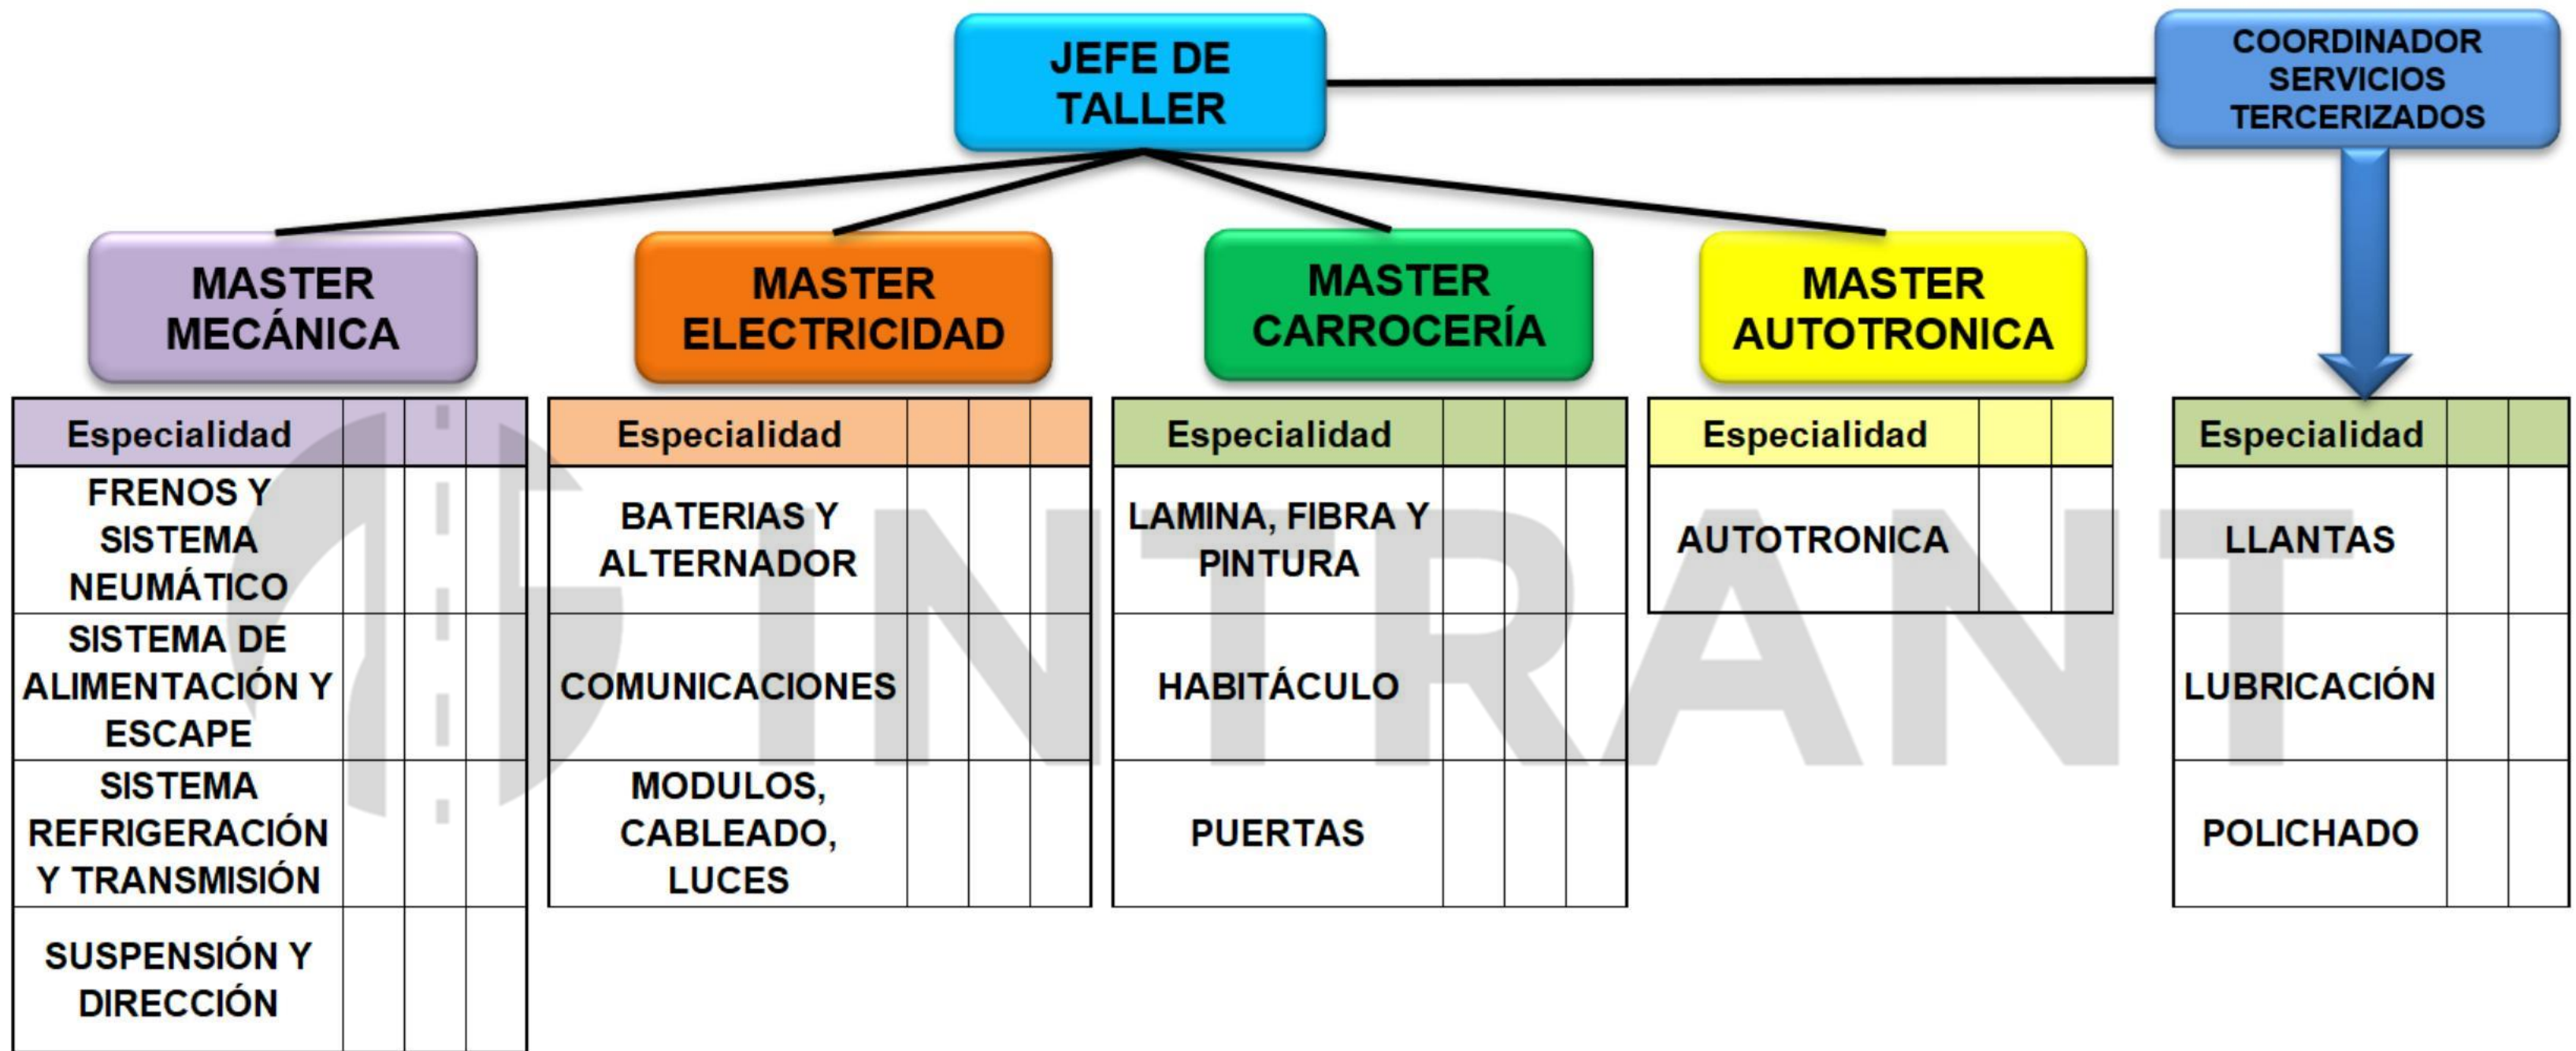 JEFE DE
TALLER
COORDINADOR
SERVICIOS
TERCERIZADOS
MASTER
MECÁNICA
MASTER
ELECTRICIDAD
MASTER
CARROCERÍA
MASTER
AUTOTRONICA
Especialidad
FRENOS Y
SISTEMA
NEUMÁTICO
SISTEMA DE
ALIMENTACIÓN Y
ESCAPE
SISTEMA
REFRIGERACIÓN
Y TRANSMISIÓN
SUSPENSIÓN Y
DIRECCIÓN
Especialidad
BATERIAS Y
ALTERNADOR
COMUNICACIONES
MODULOS,
CABLEADO,
LUCES
Especialidad
LAMINA, FIBRA Y
PINTURA
HABITÁCULO
PUERTAS
Especialidad
AUTOTRONICA
Especialidad
LLANTAS
LUBRICACIÓN
POLICHADO
INTRANT